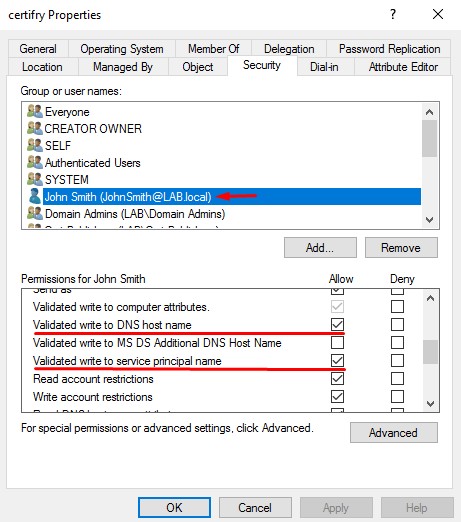 certifry Properties
?
General Operating System Member Of Delegation Password Replication
Location Managed By Object Security Dial-in Attribute Editor
Group or user names:
Everyone
CREATOR OWNER
SELF
Authenticated Users
SYSTEM
John Smith (JohnSmith@LAB.local)
Domain Admins (LAB\Domain Admins)
Add... Remove
Permissions for John Smith Allow Deny
Send as
Validated write to computer attributes.
Validated write to DNS host name
Validated write to MS DS Additional DNS Host Name
Validated write to service principal name
Read account restrictions
Write account restrictions
For special permissions or advanced settings, click Advanced.
Advanced
OK Cancel Apply Help